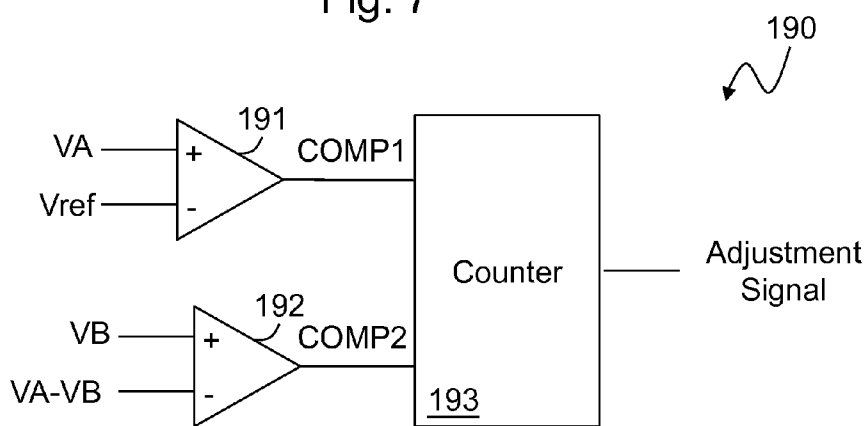 Fig. 7
190
191
VA
+
COMP1
Vref
-
Counter
Adjustment
Signal
192
VB
+
COMP2
VA-VB
-
193